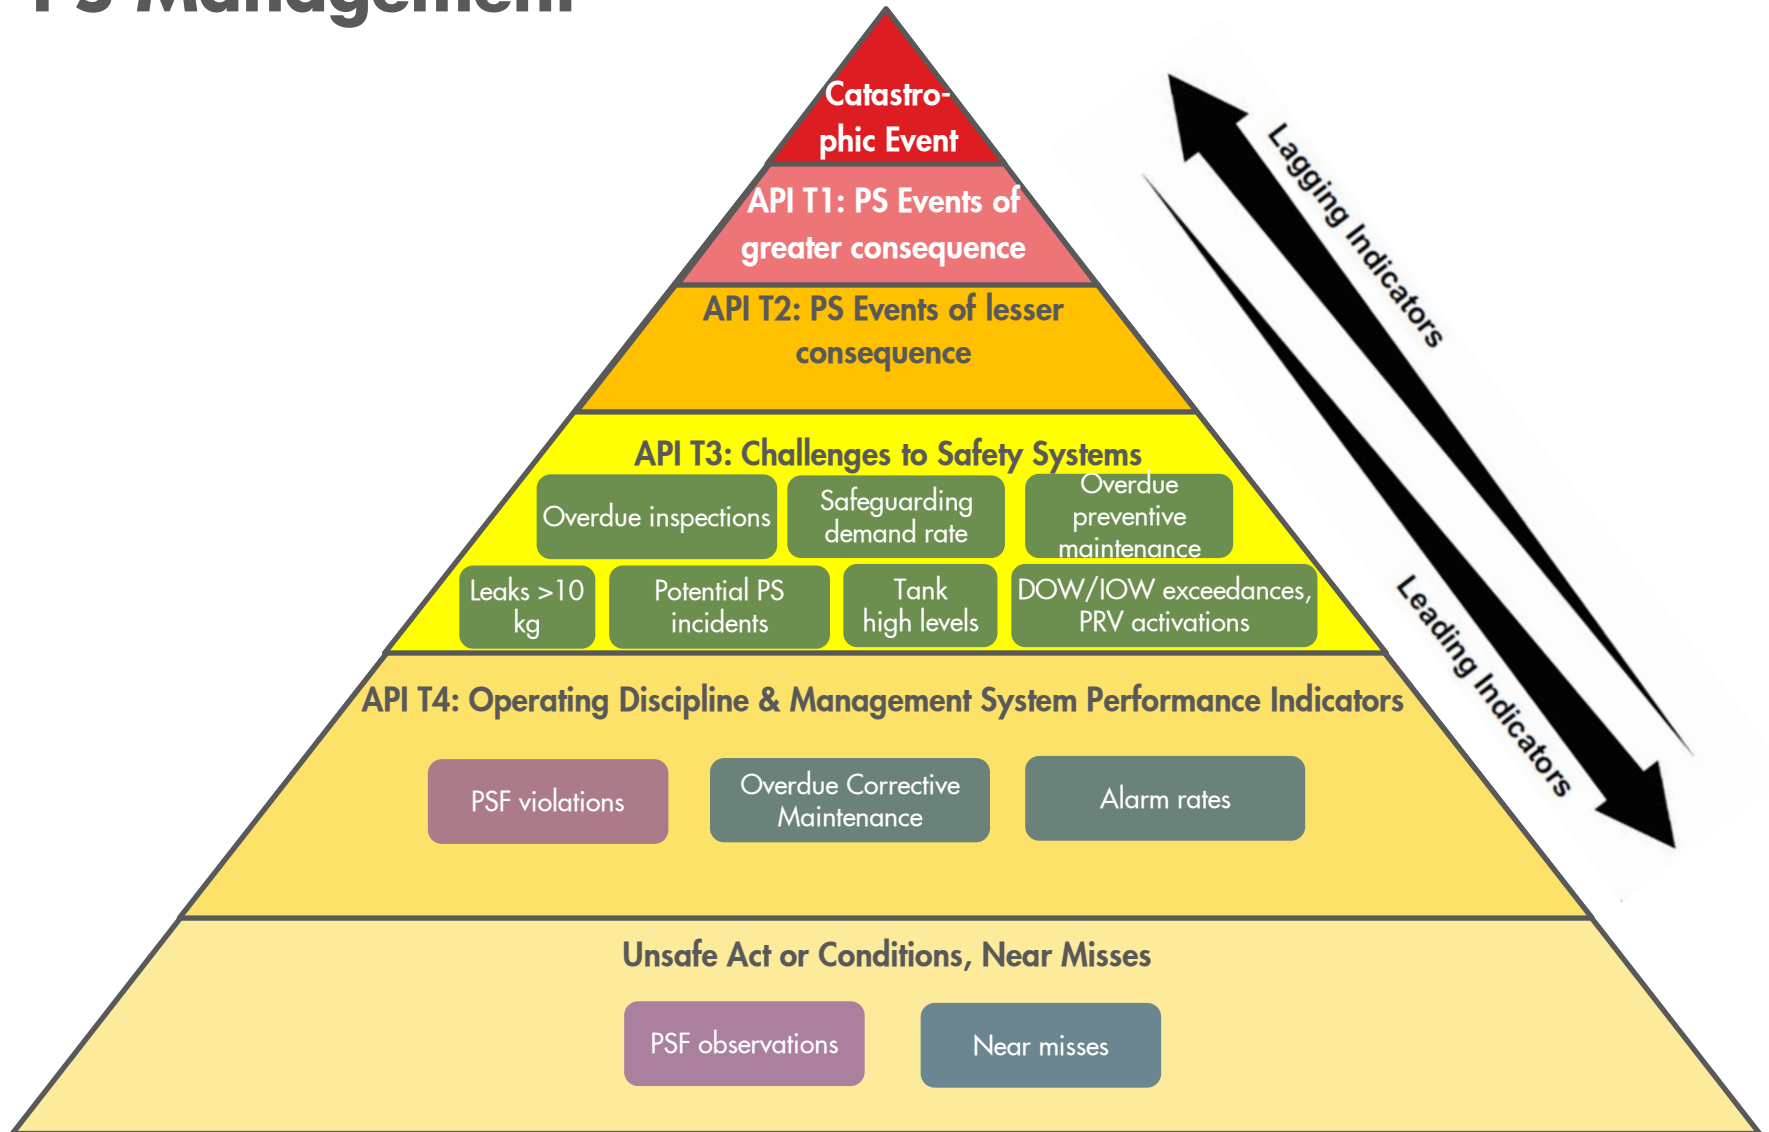 PS Management
Catastro-
phic Event
API T1: PS Events of
greater consequence
API T2: PS Events of lesser
consequence
API T3: Challenges to Safety Systems
Overdue inspections
Safeguarding
demand rate
Overdue
preventive
maintenance
Leaks >10
kg
Potential PS
incidents
Tank
high levels
DOW/IOW exceedances,
PRV activations
API T4: Operating Discipline & Management System Performance Indicators
PSF violations
Overdue Corrective
Maintenance
Alarm rates
Unsafe Act or Conditions, Near Misses
PSF observations
Near misses
Lagging Indicators
Leading Indicators